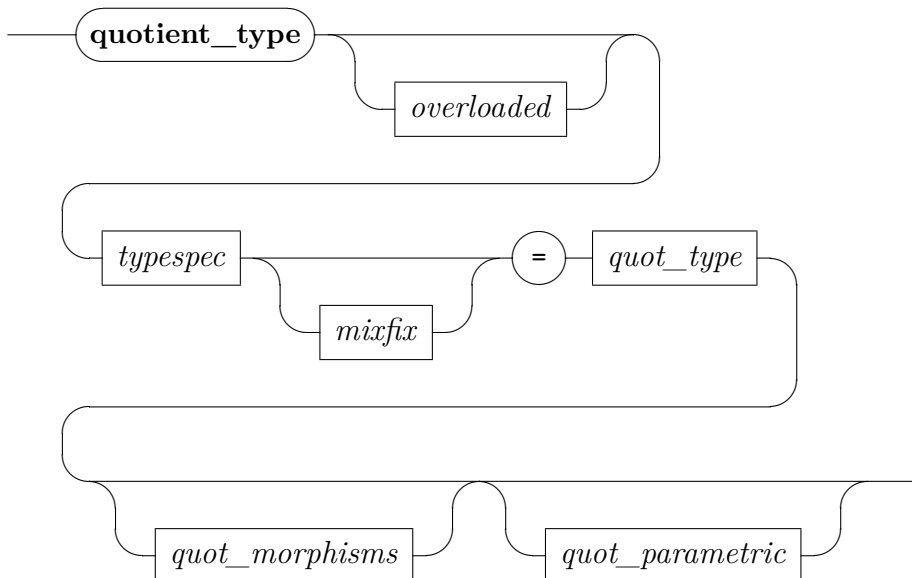 quotient_type
overloaded
typespec = quot_type
mixfix
quot_morphisms quot_parametric